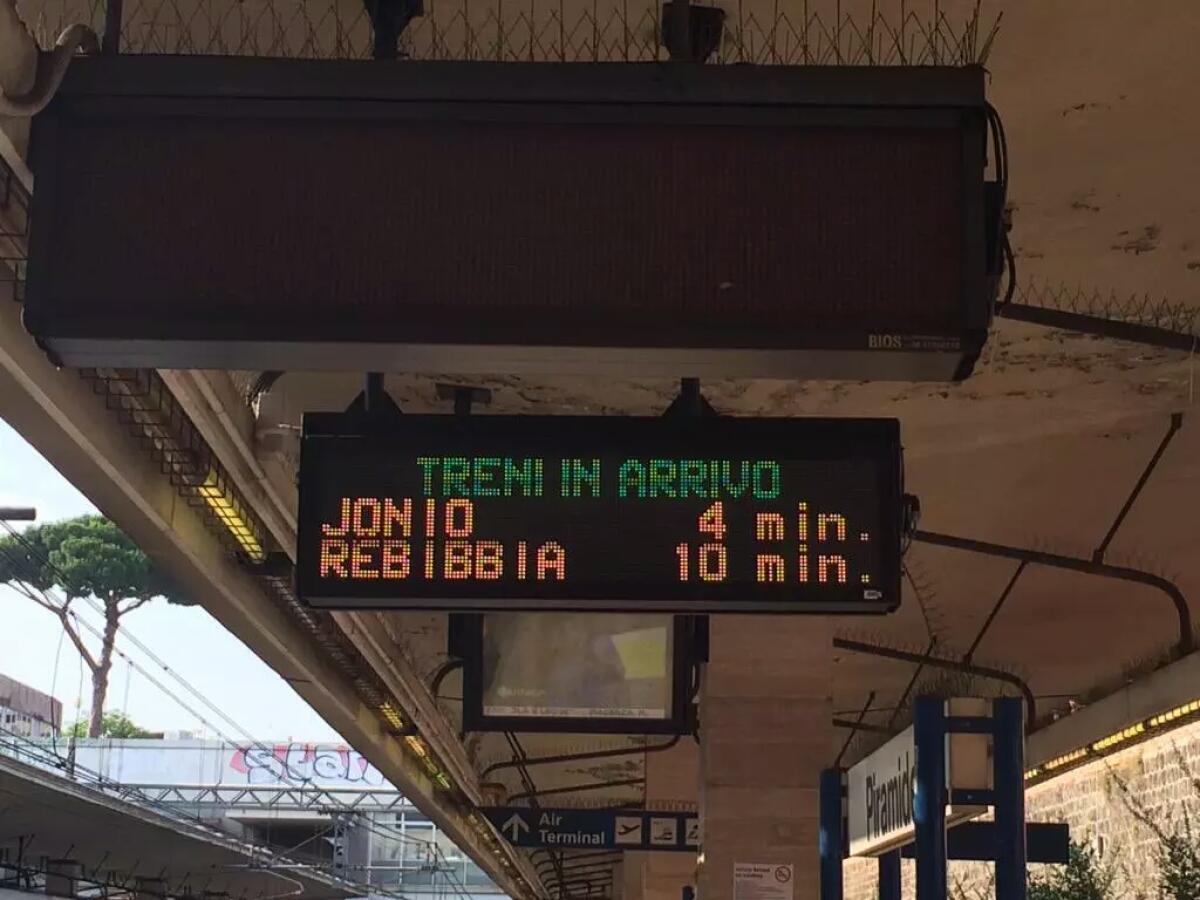 BIOS
TRENI IN ARRIVO
JONIO 4 min.
REBIBBIA 10 min.
Air
Terminal
Piramide